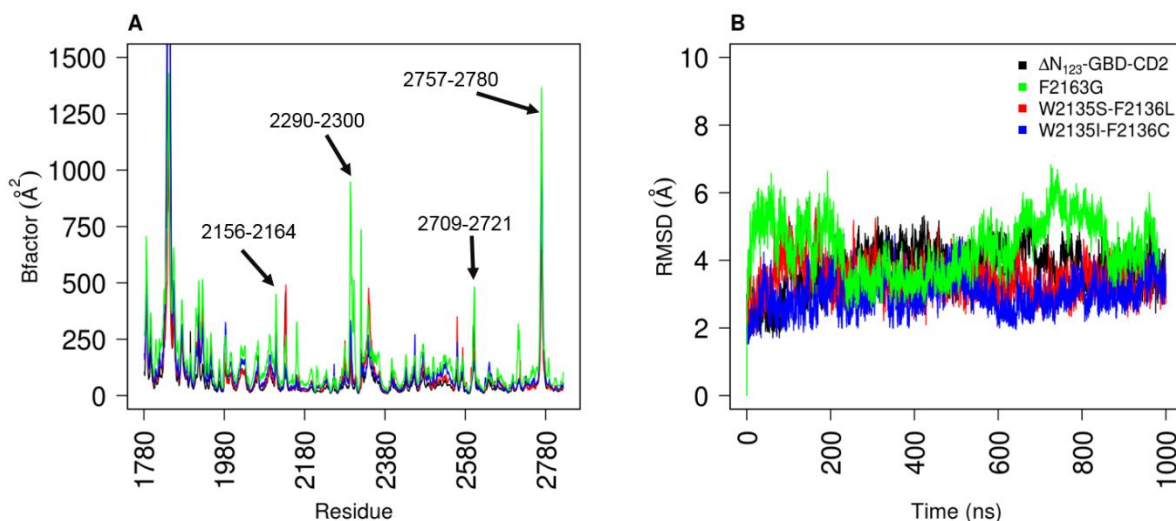 A
Bfactor (Å²)
1500
1250
1000
750
500
250
0
2757-2780
2290-2300
2156-2164
2709-2721
1780
1980
2180
2380
2580
2780
Residue
B
RMSD (Å)
10
8
6
4
2
0
ΔN₁₂₃-GBD-CD2
F2163G
W2135S-F2136L
W2135I-F2136C
0
200
400
600
800
1000
Time (ns)